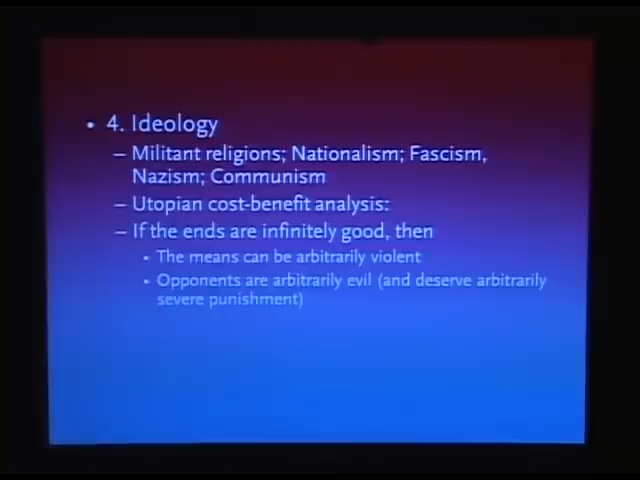 • 4. Ideology
– Militant religions; Nationalism; Fascism,
Nazism; Communism
– Utopian cost-benefit analysis:
– If the ends are infinitely good, then
• The means can be arbitrarily violent
• Opponents are arbitrarily evil (and deserve arbitrarily
severe punishment)